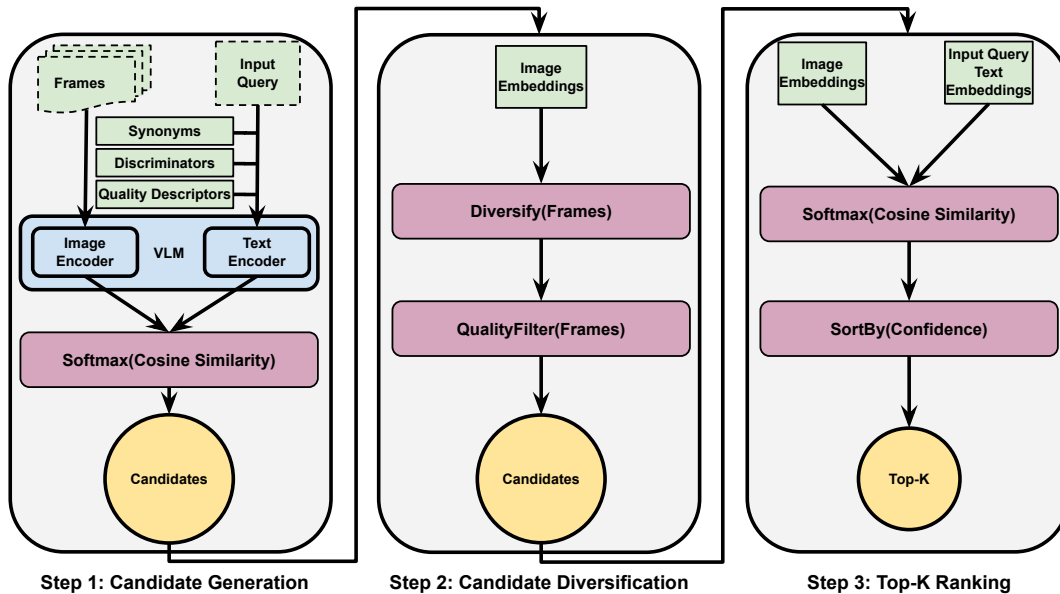 Frames
Input
Query
Synonyms
Discriminators
Quality Descriptors
Image
Encoder
VLM
Text
Encoder
Softmax(Cosine Similarity)
Candidates
Step 1: Candidate Generation
Image
Embeddings
Diversify(Frames)
QualityFilter(Frames)
Candidates
Step 2: Candidate Diversification
Image
Embeddings
Input Query
Text
Embeddings
Softmax(Cosine Similarity)
SortBy(Confidence)
Top-K
Step 3: Top-K Ranking